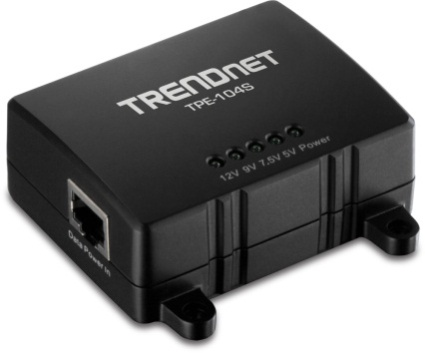 TRENDNET
TPE-104S
12V 9V 7.5V 5V Power
Data Power In